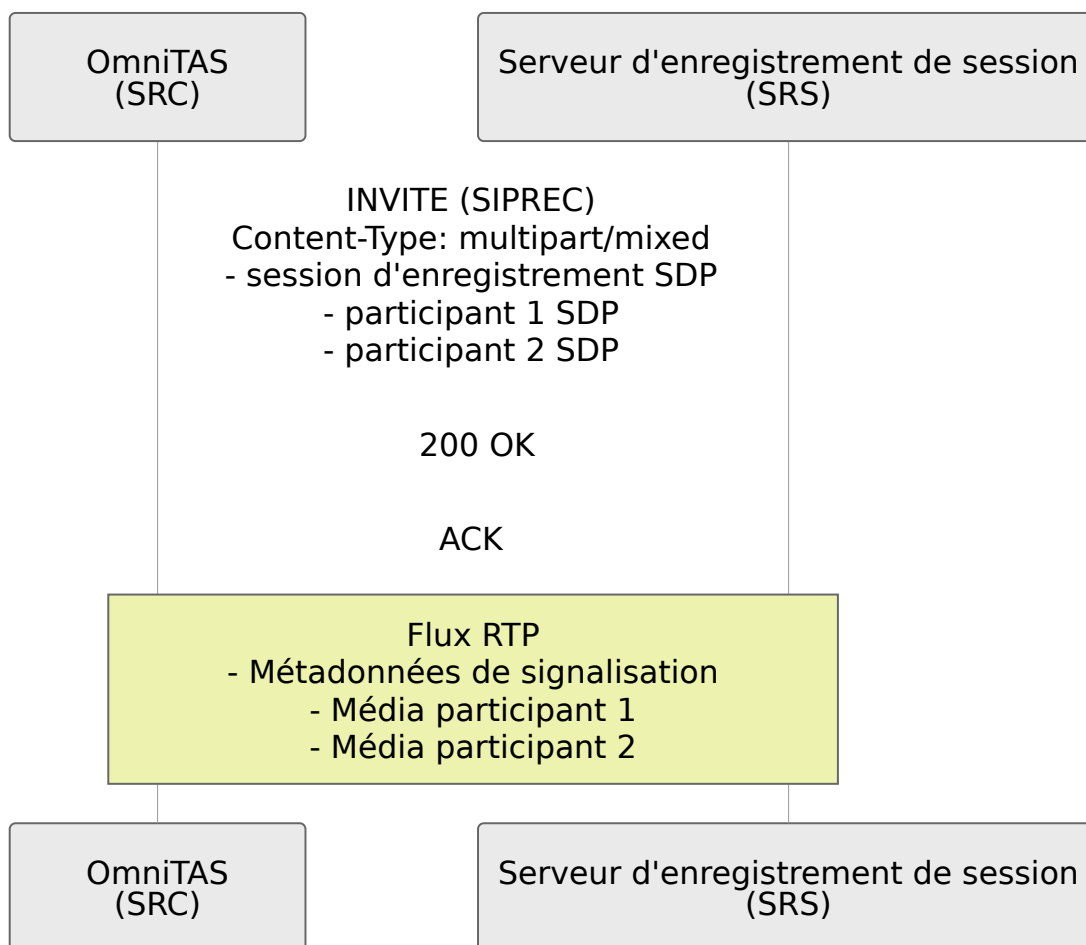 OmniTAS
(SRC)
Serveur d'enregistrement de session
(SRS)
INVITE (SIPREC)
Content-Type: multipart/mixed
- session d'enregistrement SDP
- participant 1 SDP
- participant 2 SDP
200 OK
ACK
Flux RTP
- Métadonnées de signalisation
- Média participant 1
- Média participant 2
OmniTAS
(SRC)
Serveur d'enregistrement de session
(SRS)